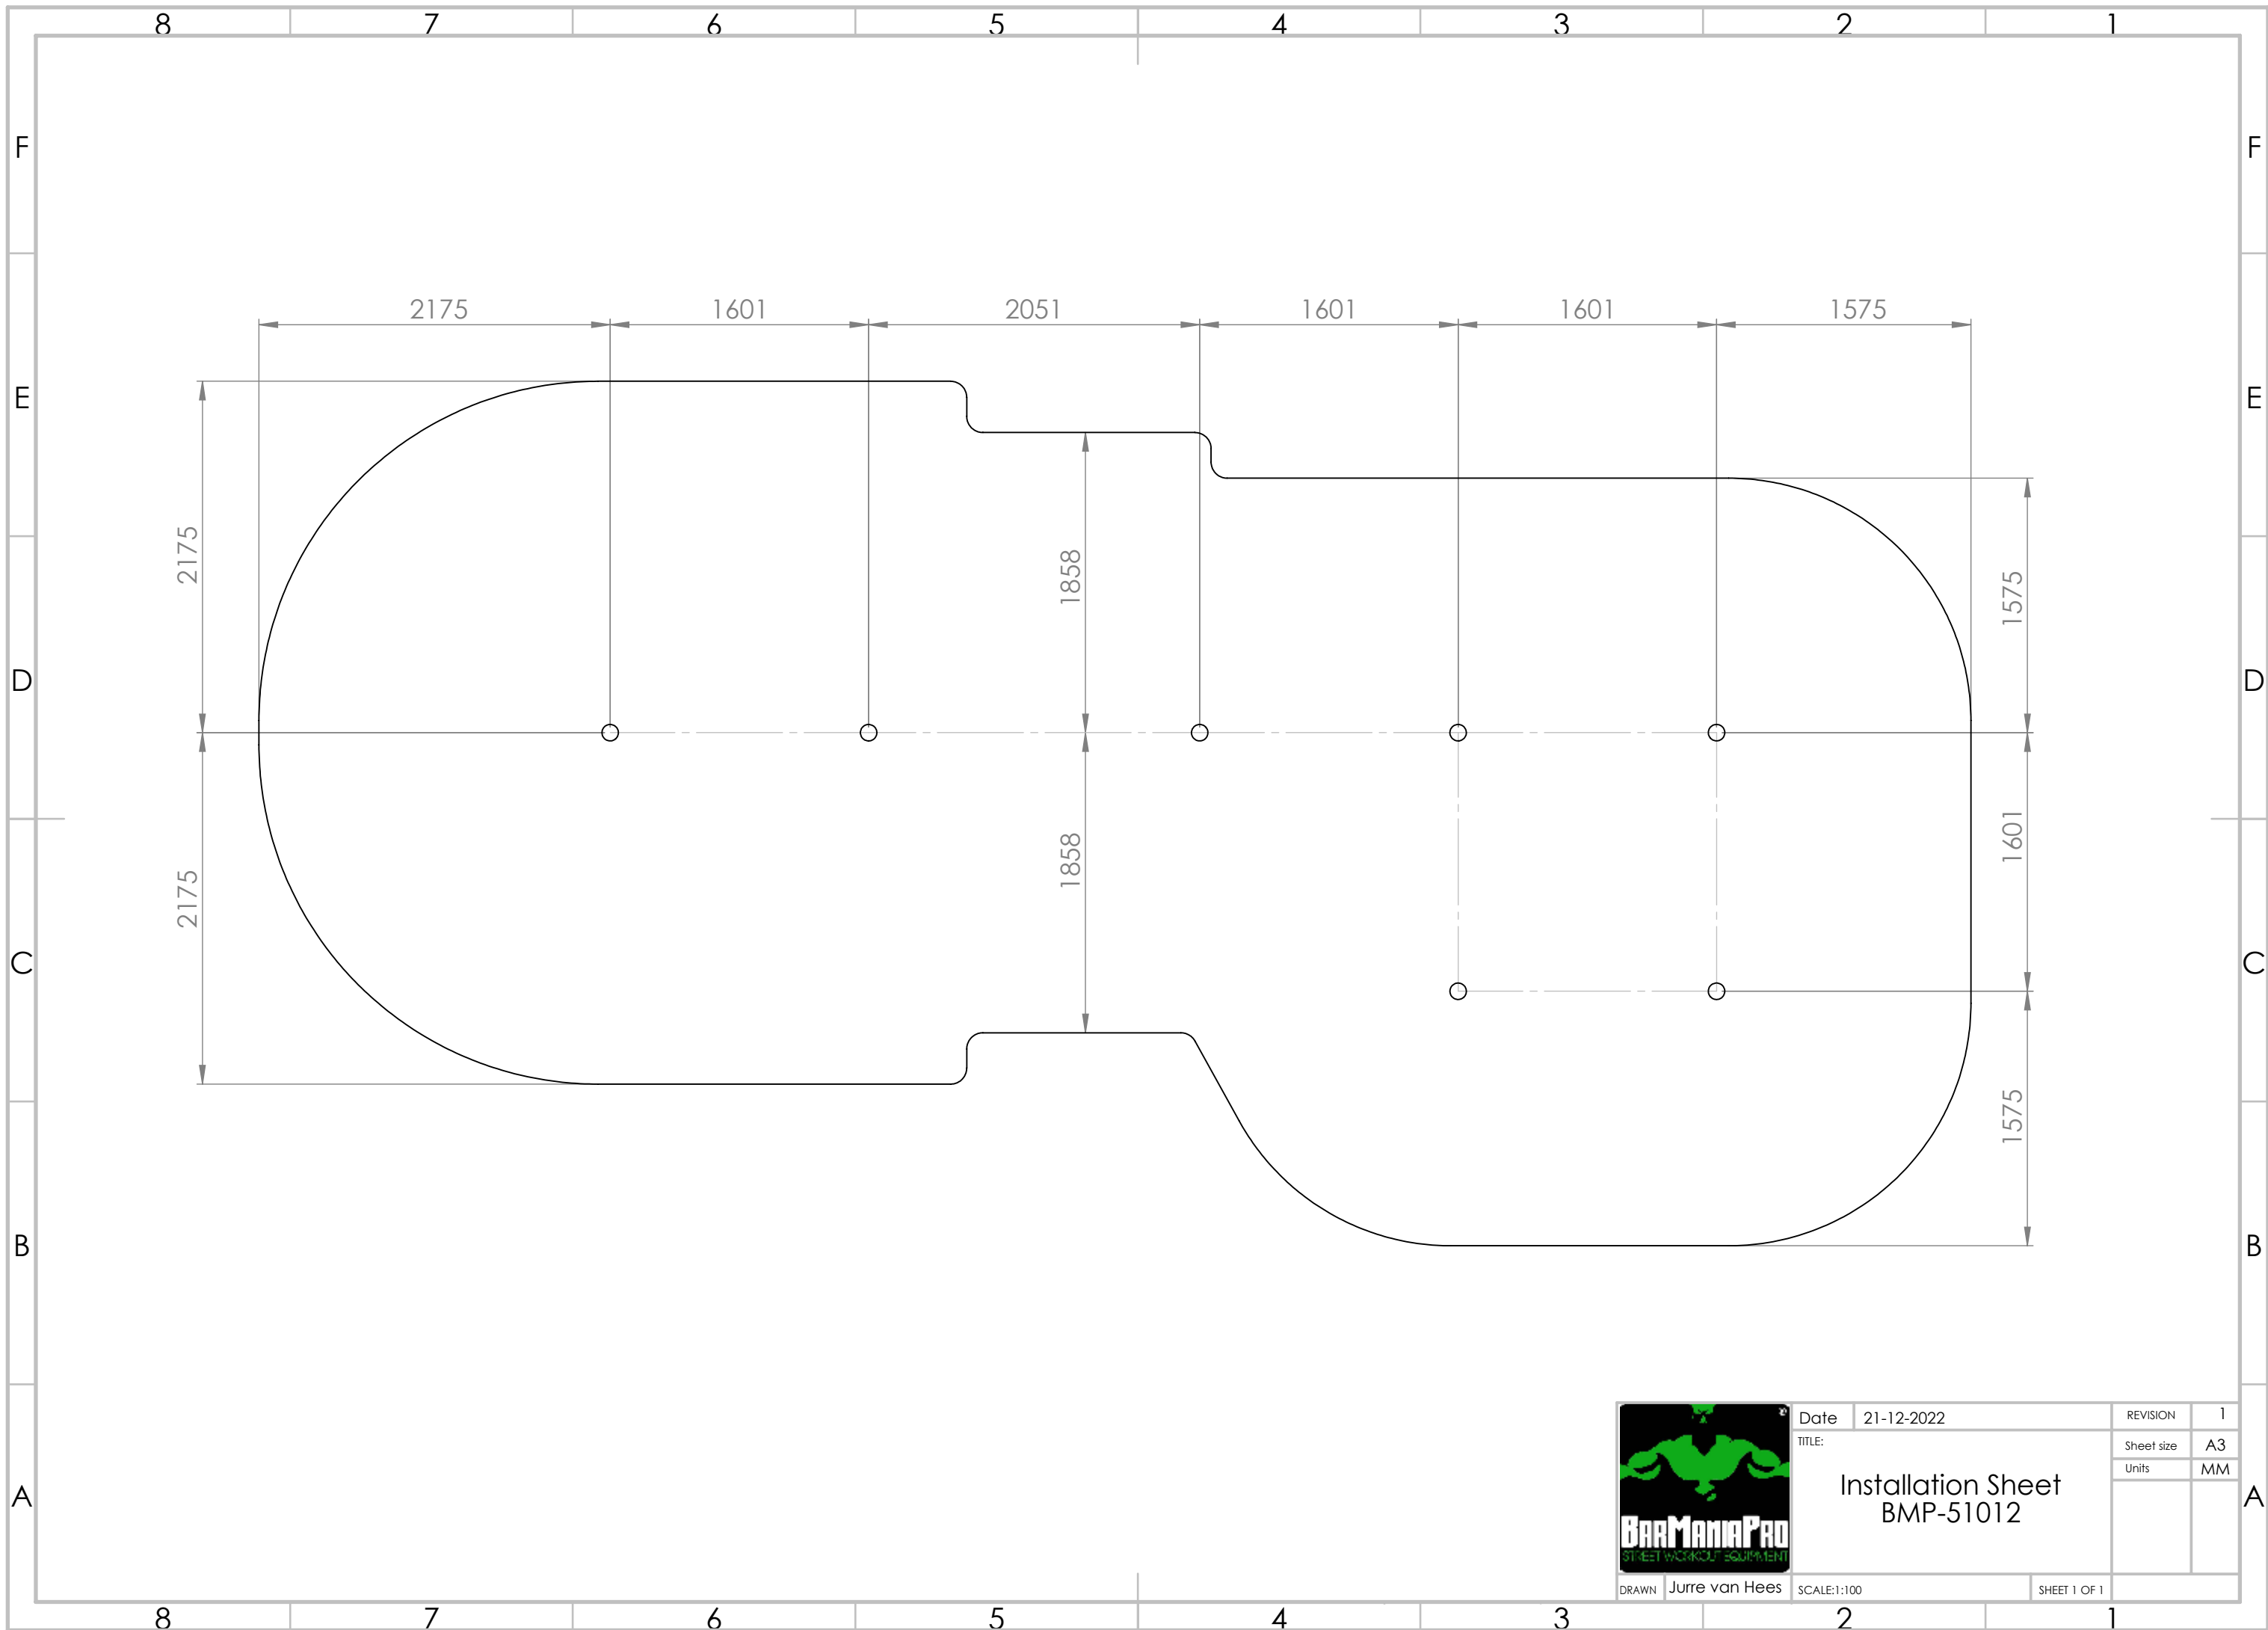 8 7 6 5 4 3 2 1
F F
2175 1601 2051 1601 1601 1575
E E
2175 1858 1575
D D
2175 1858 1601
C C
1575
B B
A A
Date 21-12-2022
REVISION 1
TITLE:
Sheet size A3
Units MM
Installation Sheet
BMP-51012
BARMANIAPRO
STREET WORKOUT EQUIPMENT
DRAWN Jurre van Hees SCALE:1:100 SHEET 1 OF 1
8 7 6 5 4 3 2 1